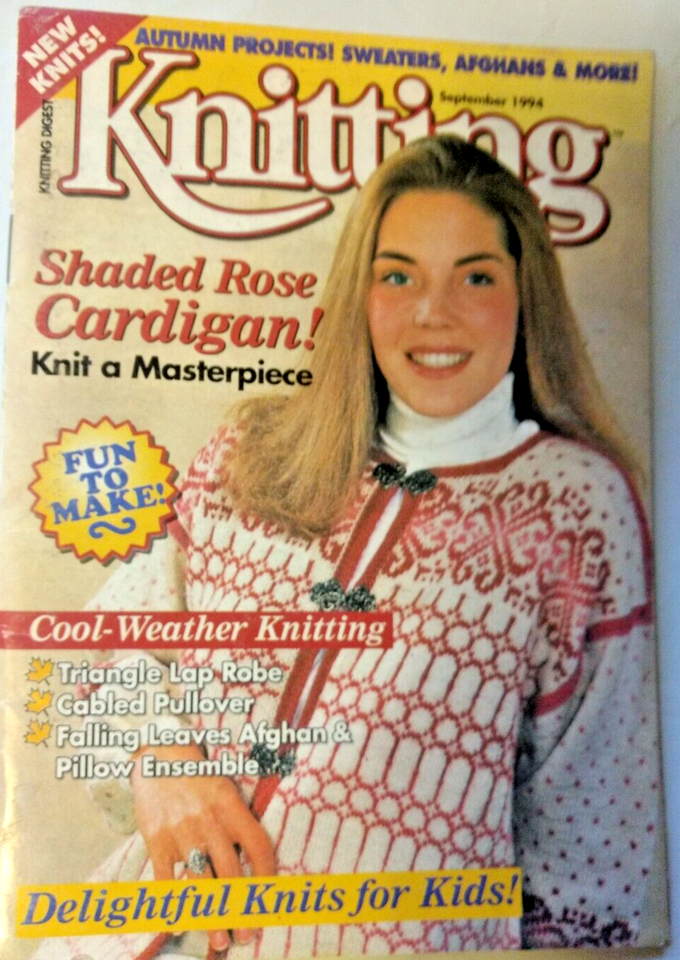 NEW
KNITS!
AUTUMN PROJECTS! SWEATERS, AFGHANS & MORE!
Knitting
KNITTING DIGEST
September 1994
TM
Shaded Rose
Cardigan!
Knit a Masterpiece
FUN
TO
MAKE!
Cool-Weather Knitting
Triangle Lap Robe
Cabled Pullover
Falling Leaves Afghan &
Pillow Ensemble
Delightful Knits for Kids!